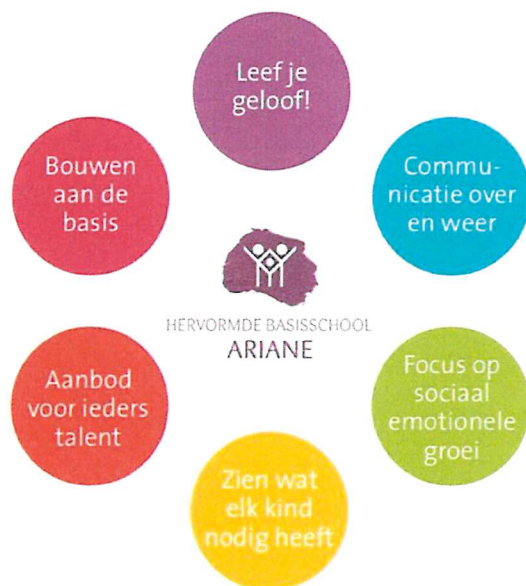 Leef je
geloof!
Bouwen
aan de
basis
Commu-
nicatie over
en weer
HERVORMDE BASISSCHOOL
ARIANE
Aanbod
voor ieders
talent
Focus op
sociaal
emotionele
groei
Zien wat
elk kind
nodig heeft